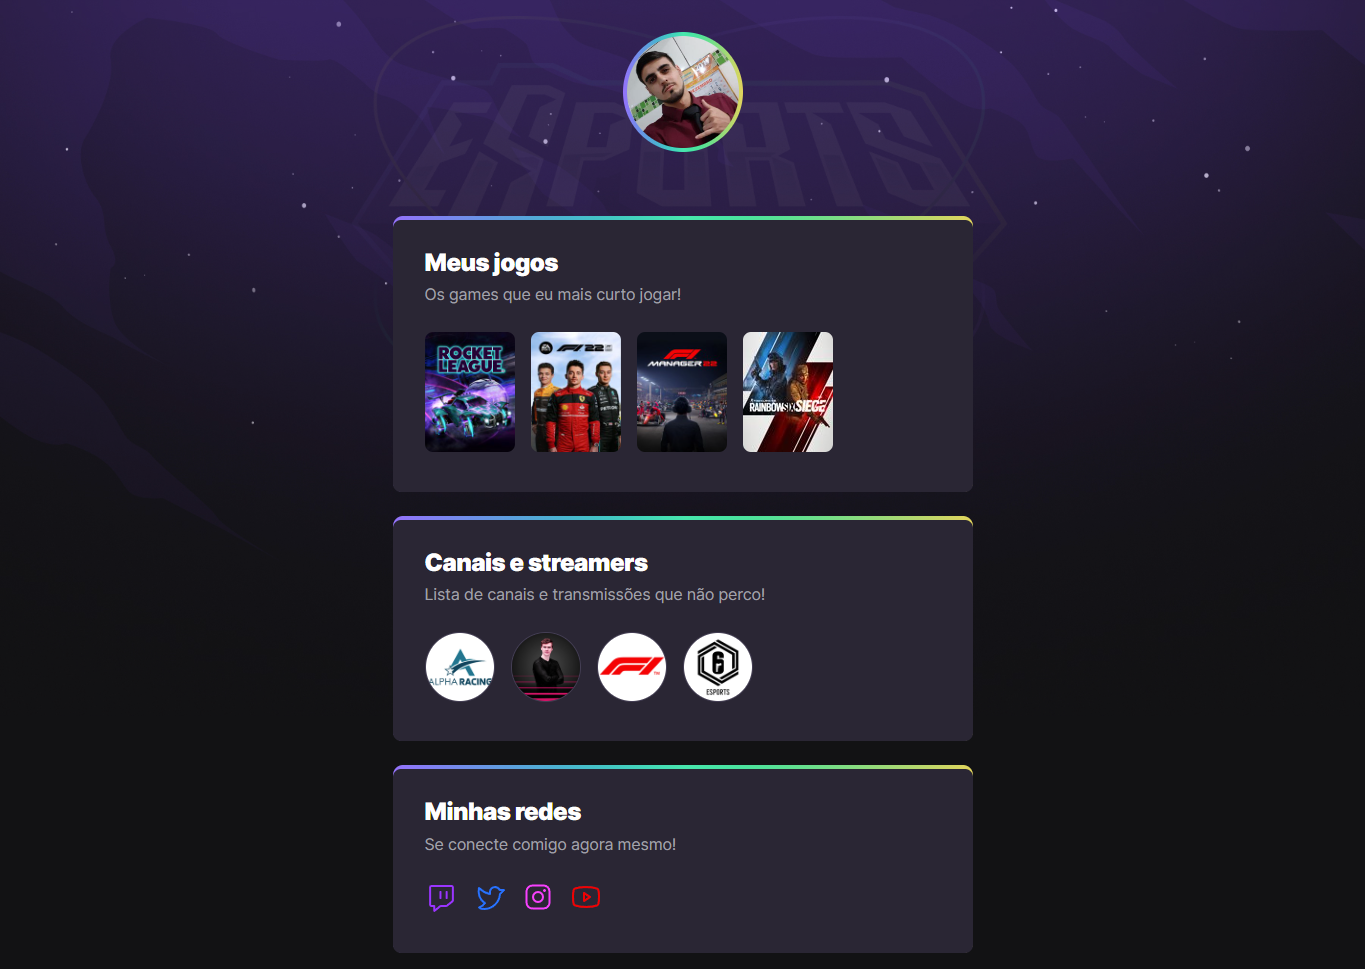 ESPORTS
Meus jogos
Os games que eu mais curto jogar!
ROCKET
LEAGUE
F1 22
F1
MANAGER 22
RAINBOW SIX SIEGE
Canais e streamers
Lista de canais e transmissões que não perco!
ALPHA RACING
F1
6
ESPORTS
Minhas redes
Se conecte comigo agora mesmo!